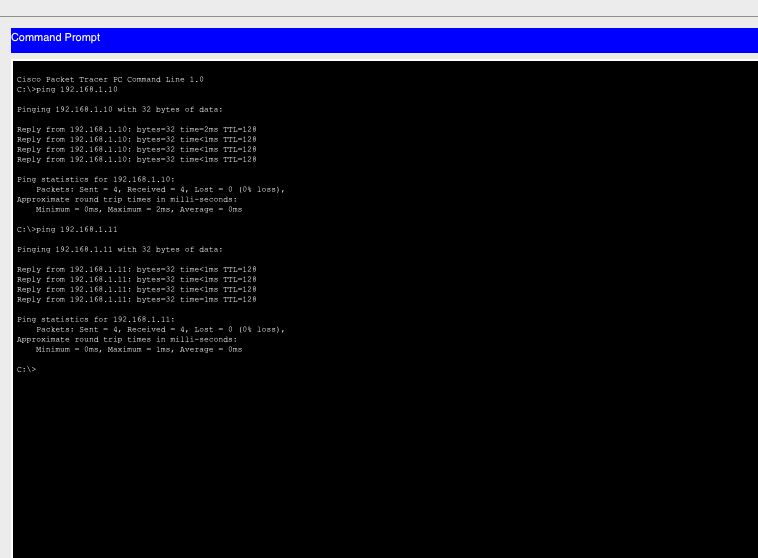 Command Prompt
Cisco Packet Tracer PC Command Line 1.0
C:\>ping 192.168.1.10
Pinging 192.168.1.10 with 32 bytes of data:
Reply from 192.168.1.10: bytes=32 time=2ms TTL=128
Reply from 192.168.1.10: bytes=32 time<1ms TTL=128
Reply from 192.168.1.10: bytes=32 time<1ms TTL=128
Reply from 192.168.1.10: bytes=32 time<1ms TTL=128
Ping statistics for 192.168.1.10:
Packets: Sent = 4, Received = 4, Lost = 0 (0% loss),
Approximate round trip times in milli-seconds:
Minimum = 0ms, Maximum = 2ms, Average = 0ms
C:\>ping 192.168.1.11
Pinging 192.168.1.11 with 32 bytes of data:
Reply from 192.168.1.11: bytes=32 time<1ms TTL=128
Reply from 192.168.1.11: bytes=32 time<1ms TTL=128
Reply from 192.168.1.11: bytes=32 time<1ms TTL=128
Reply from 192.168.1.11: bytes=32 time=1ms TTL=128
Ping statistics for 192.168.1.11:
Packets: Sent = 4, Received = 4, Lost = 0 (0% loss),
Approximate round trip times in milli-seconds:
Minimum = 0ms, Maximum = 1ms, Average = 0ms
C:\>